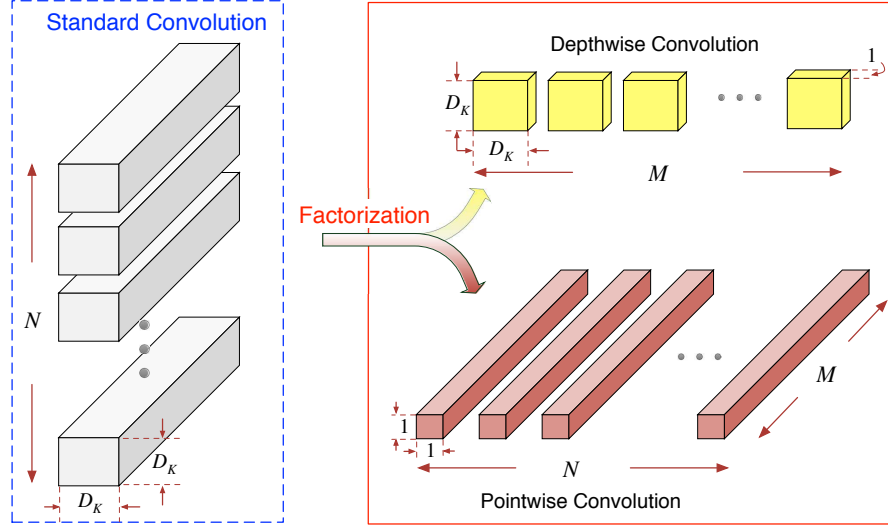 Standard Convolution
N
D_K
D_K
Factorization
Depthwise Convolution
1
D_K
D_K
M
M
1
1
N
Pointwise Convolution